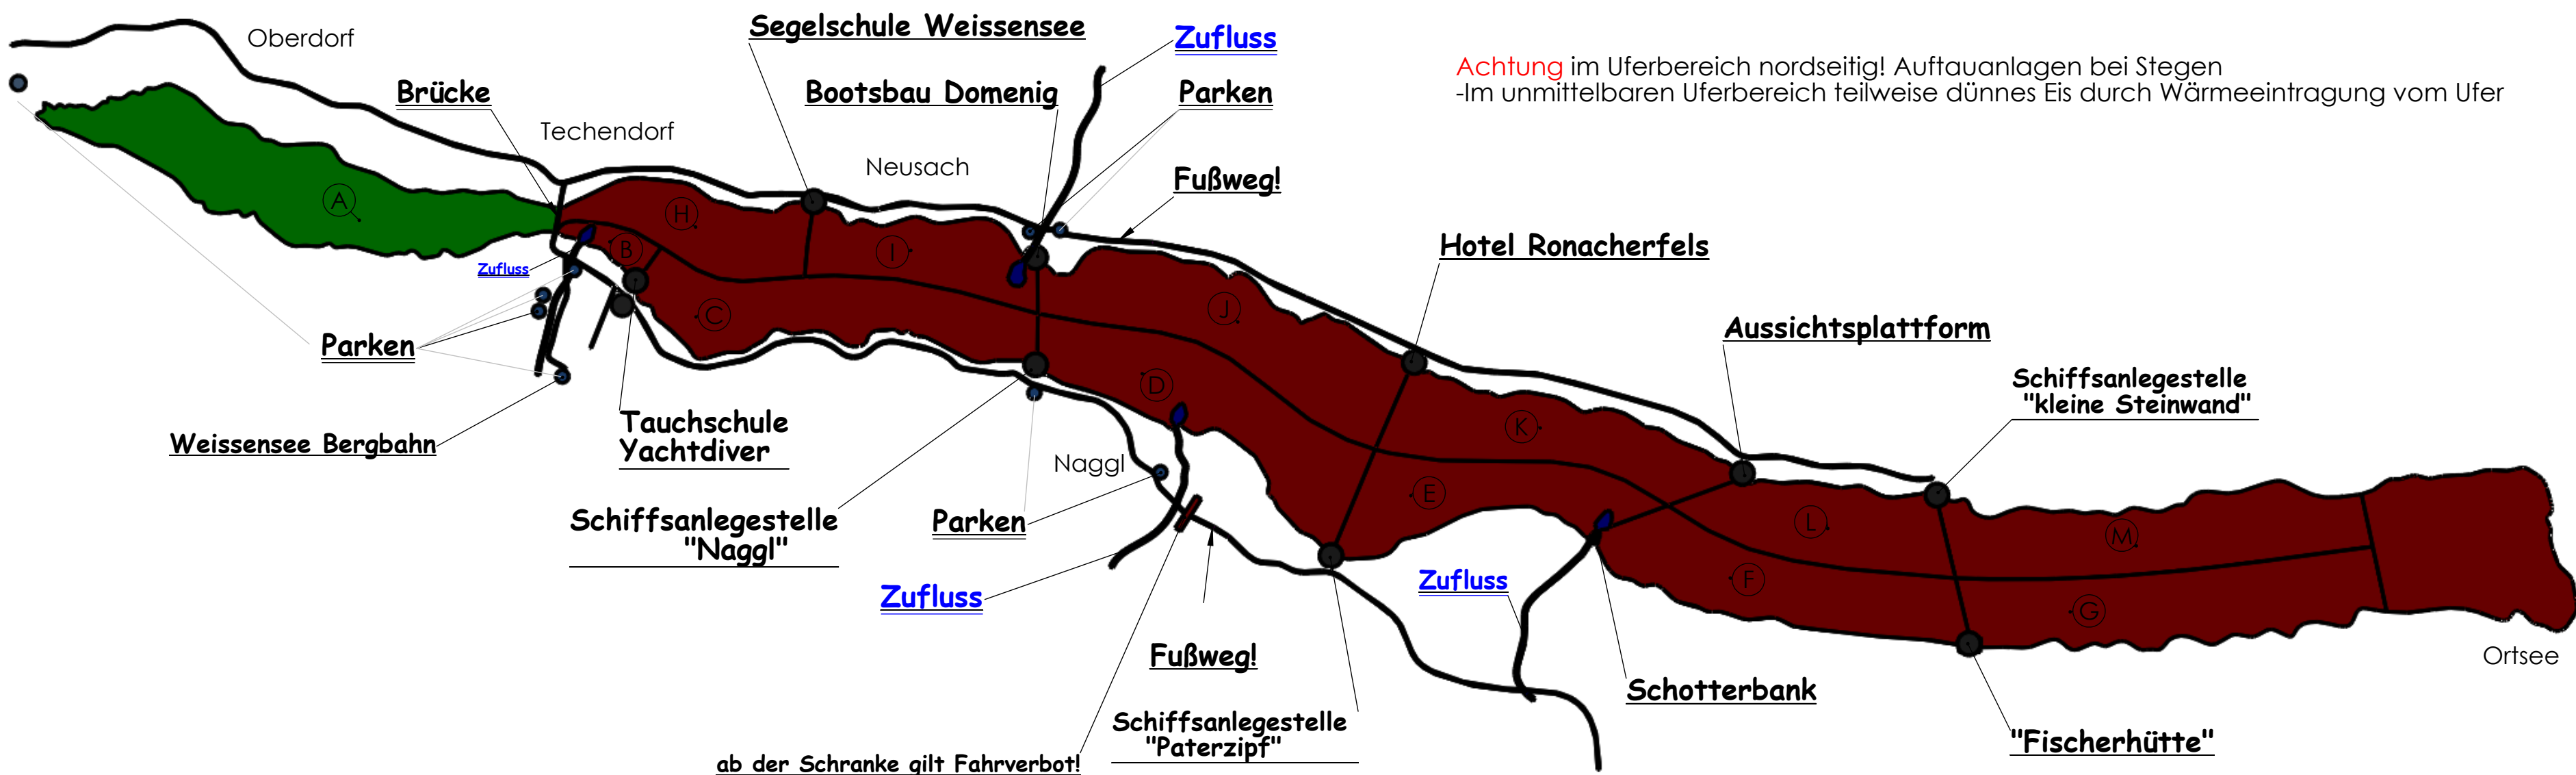 Segelschule Weissensee
Oberdorf
Zufluss
Achtung im Uferbereich nordseitig! Auftauanlagen bei Stegen
-Im unmittelbaren Uferbereich teilweise dünnes Eis durch Wärmeeintragung vom Ufer
Brücke
Bootsbau Domenig
Parken
Techendorf
Neusach
Fußweg!
A
H
B
I
Hotel Ronacherfels
Zufluss
C
J
Aussichtsplattform
Parken
Schiffsanlegestelle
"kleine Steinwand"
D
Tauchschule
Yachtdiver
K
Weissensee Bergbahn
Naggl
E
Schiffsanlegestelle
"Naggl"
Parken
L
M
Zufluss
Zufluss
F
G
Fußweg!
Ortsee
Schotterbank
Schiffsanlegestelle
"Paterzipf"
"Fischerhütte"
ab der Schranke gilt Fahrverbot!